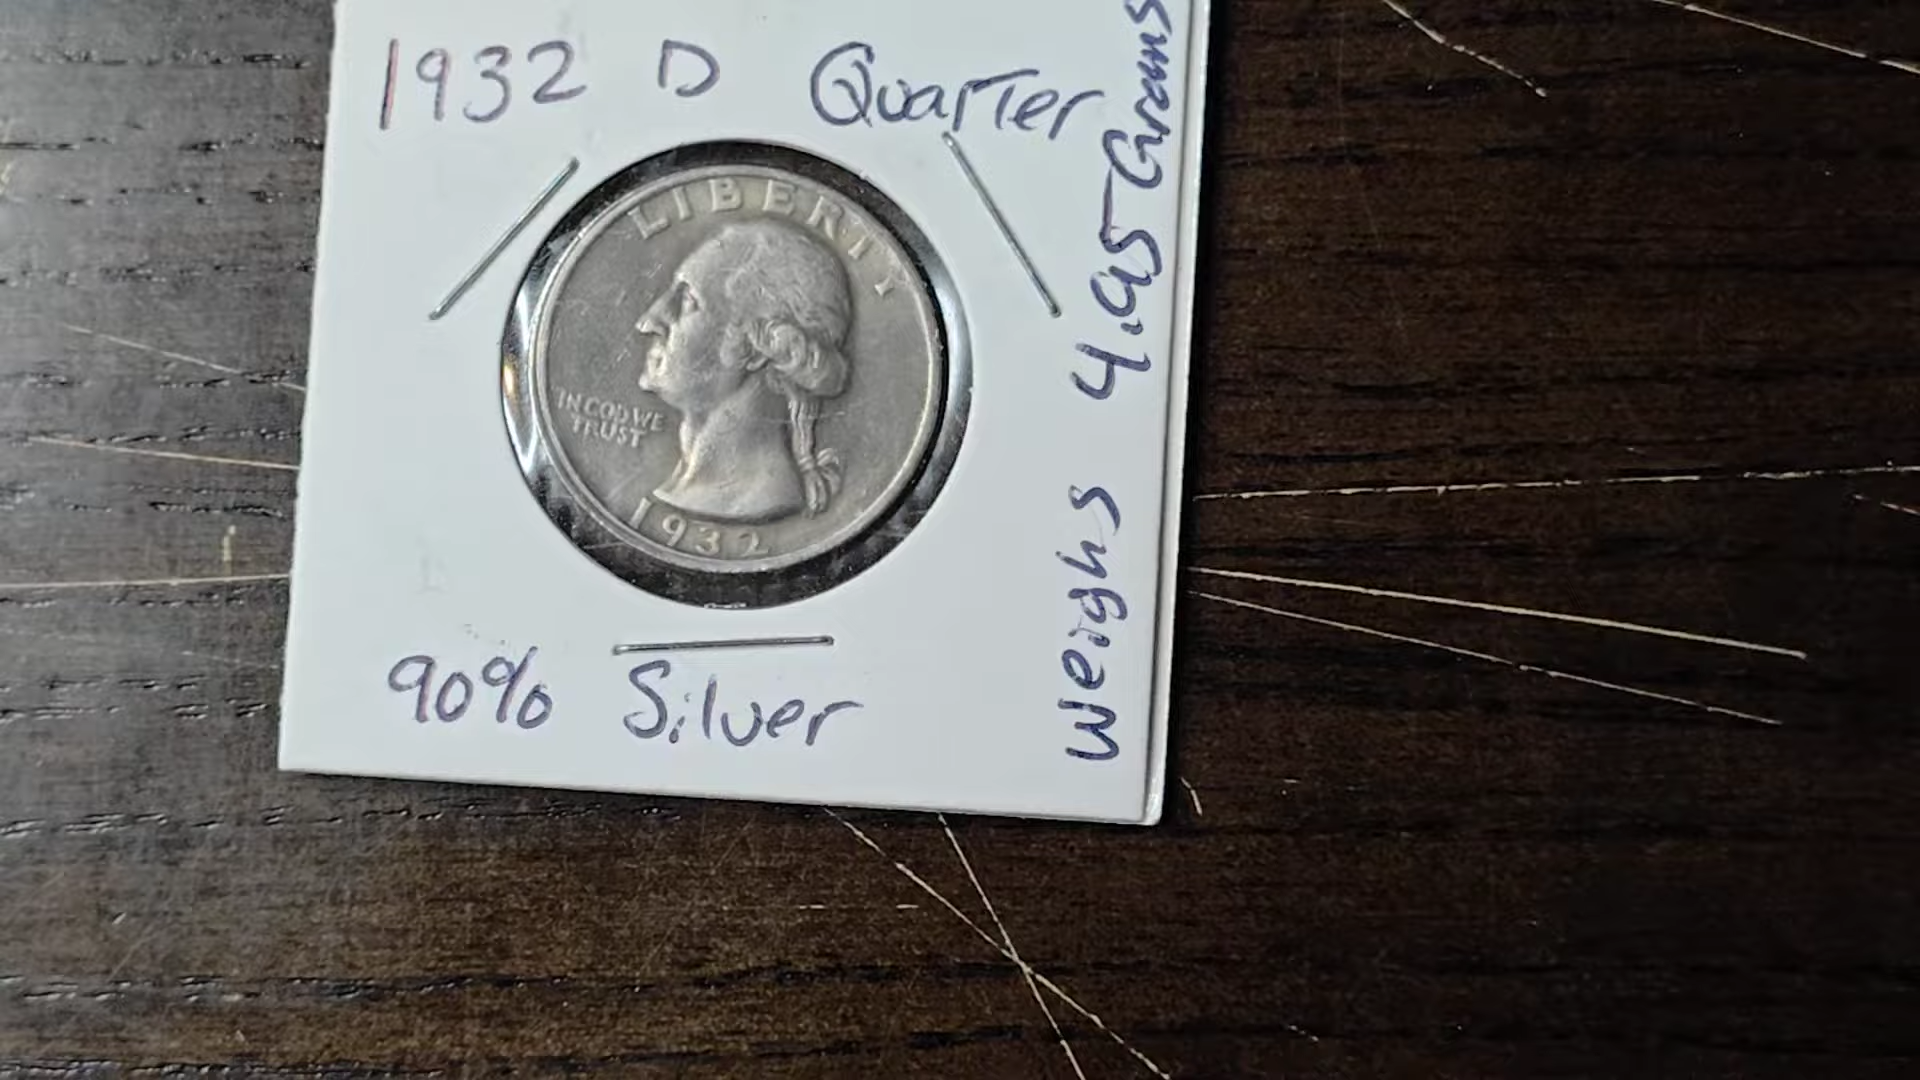 1932 D Quarter
LIBERTY
IN GOD WE
TRUST
1932
90% Silver
weighs 4.95 Grams